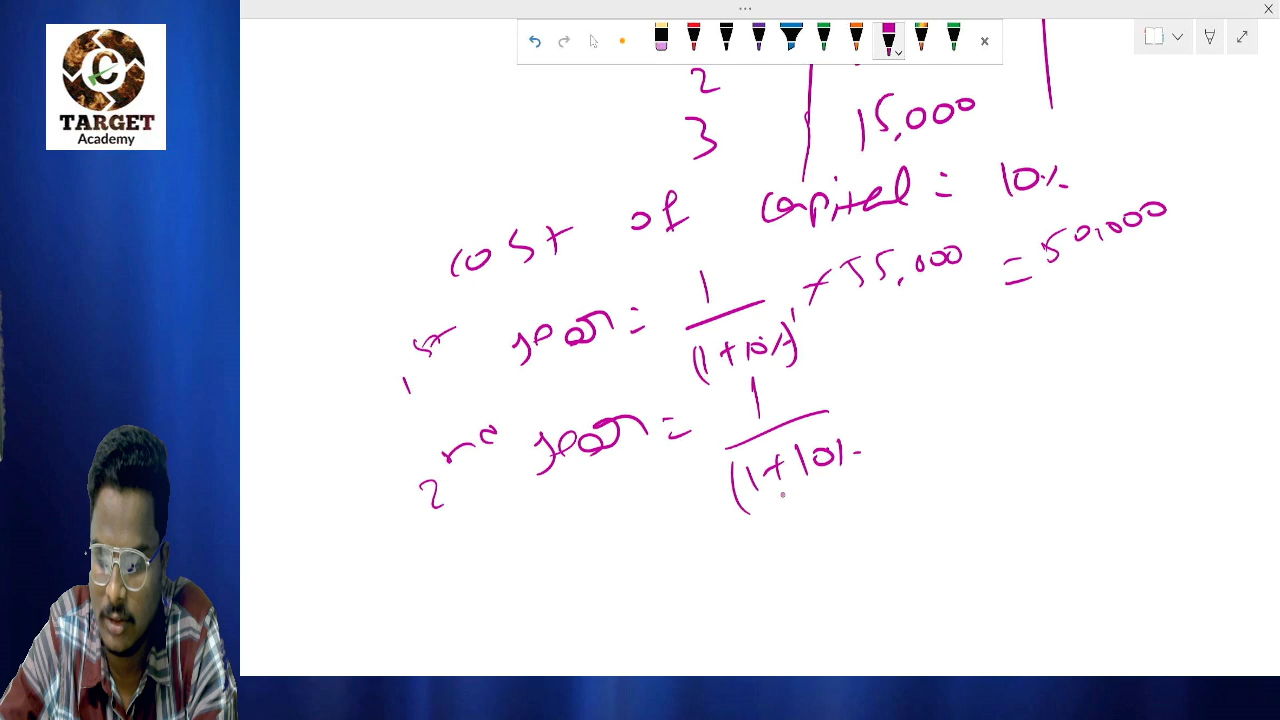 TARGET
Academy
2
3 15,000
cost of capital = 10%
1st year = 1/(1+10%)^1 × 55,000 = 50,000
2nd year = 1/(1+10%